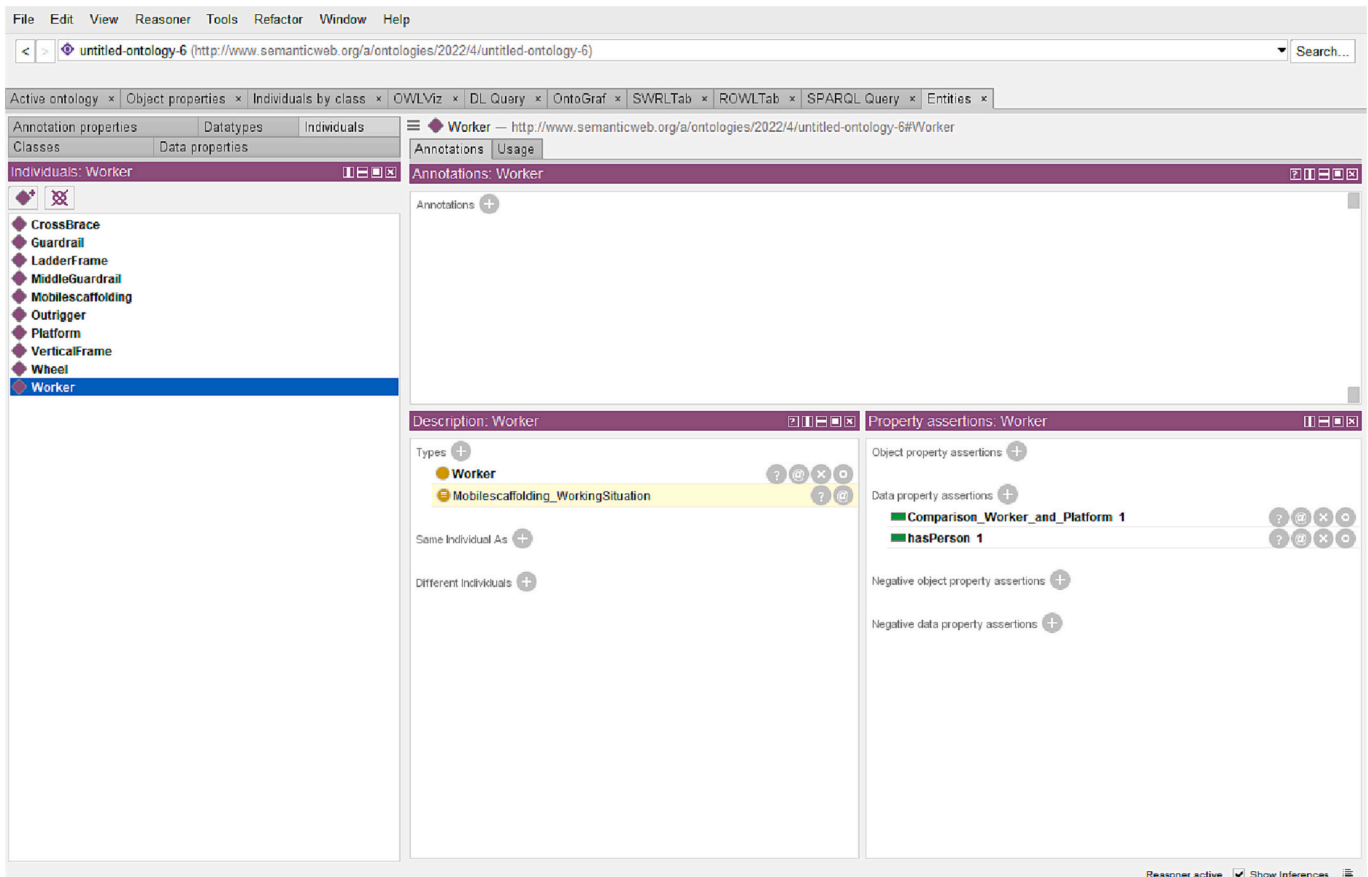 File Edit View Reasoner Tools Refactor Window Help
< > untitled-ontology-6 (http://www.semanticweb.org/a/ontologies/2022/4/untitled-ontology-6) Search...
Active ontology × Object properties × Individuals by class × OWLViz × DL Query × OntoGraf × SWRLTab × ROWLTab × SPARQL Query × Entities ×
Annotation properties Datatypes Individuals
Classes Data properties
Individuals: Worker
CrossBrace
Guardrail
LadderFrame
MiddleGuardrail
Mobilescaffolding
Outrigger
Platform
VerticalFrame
Wheel
Worker
Worker — http://www.semanticweb.org/a/ontologies/2022/4/untitled-ontology-6#Worker
Annotations Usage
Annotations: Worker
Annotations
Description: Worker
Types
Worker
Mobilescaffolding_WorkingSituation
Same Individual As
Different Individuals
Property assertions: Worker
Object property assertions
Data property assertions
Comparison_Worker_and_Platform 1
hasPerson 1
Negative object property assertions
Negative data property assertions
Reasoner active Show Inferences